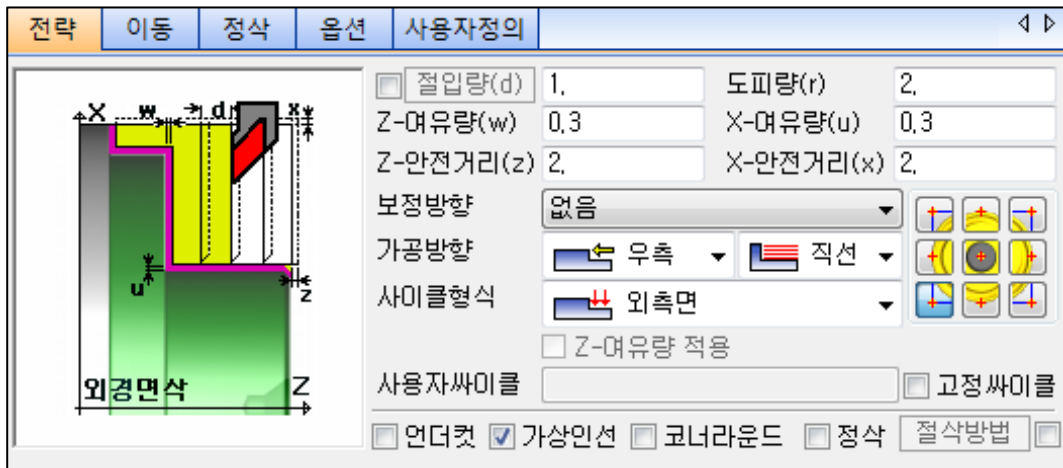 전략 이동 정삭 옵션 사용자정의
절입량(d) 1. 도피량(r) 2.
Z-여유량(w) 0.3 X-여유량(u) 0.3
Z-안전거리(z) 2. X-안전거리(x) 2.
보정방향 없음
가공방향 우측 직선
사이클형식 외측면
Z-여유량 적용
사용자싸이클 고정싸이클
언더컷 가상인선 코너라운드 정삭 절삭방법
X w d x
u z
외경면삭 Z